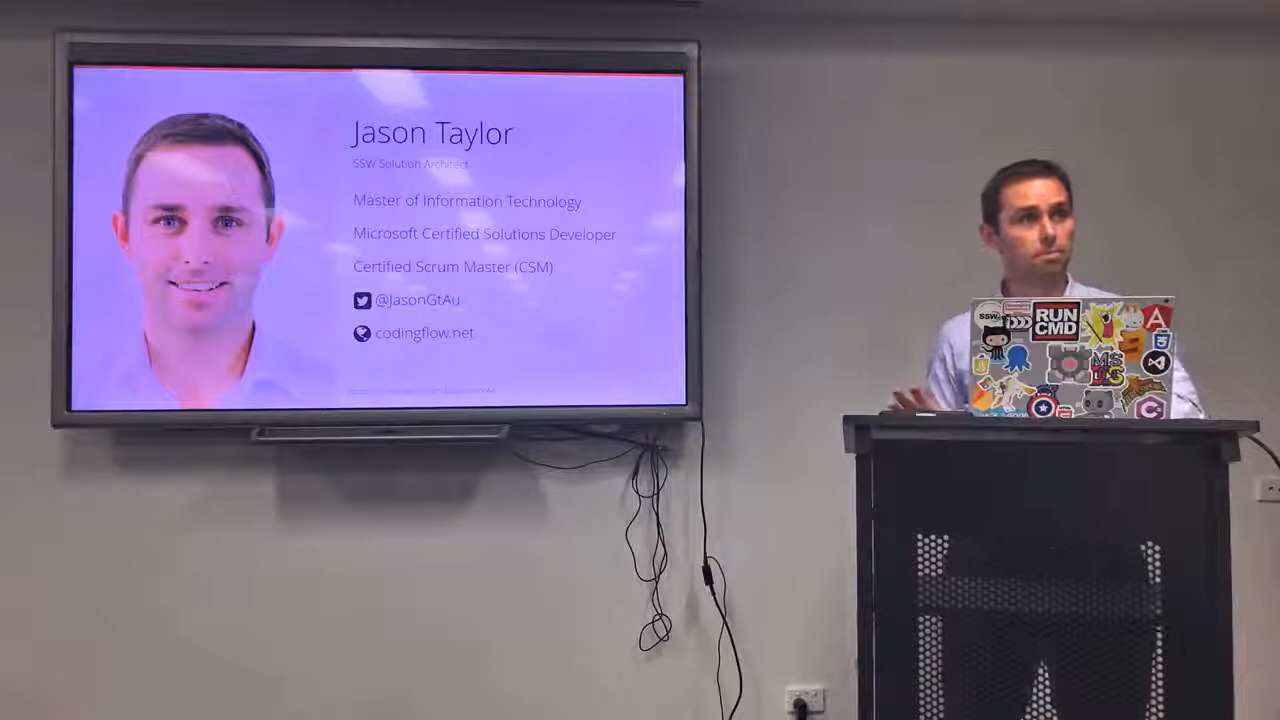 Jason Taylor
SSW Solution Architect
Master of Information Technology
Microsoft Certified Solutions Developer
Certified Scrum Master (CSM)
@JasonGtAu
codingflow.net
SSW
RUN
CMD
A
MS